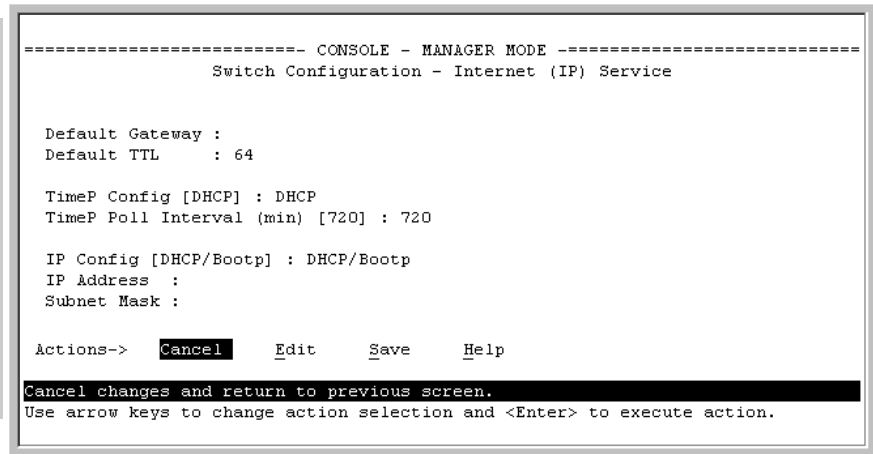 ===========================- CONSOLE - MANAGER MODE -============================
Switch Configuration - Internet (IP) Service
Default Gateway :
Default TTL : 64
TimeP Config [DHCP] : DHCP
TimeP Poll Interval (min) [720] : 720
IP Config [DHCP/Bootp] : DHCP/Bootp
IP Address :
Subnet Mask :
Actions-> Cancel Edit Save Help
Cancel changes and return to previous screen.
Use arrow keys to change action selection and <Enter> to execute action.